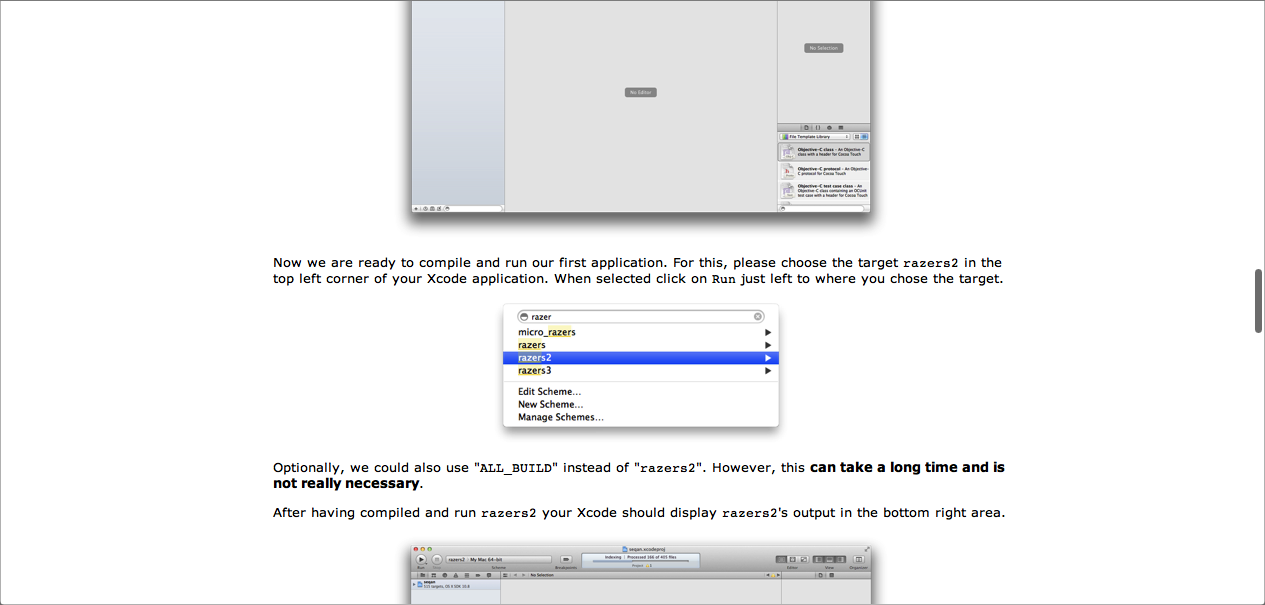 No Selection
No Editor
File Template Library
Objective-C class - An Objective-C
class with a header for Cocoa Touch
Objective-C protocol - An Objective-
C protocol for Cocoa Touch
Objective-C test case class - An
Objective-C class containing an OCUnit
test case with a header for Cocoa Touch
Now we are ready to compile and run our first application. For this, please choose the target razers2 in the
top left corner of your Xcode application. When selected click on Run just left to where you chose the target.
razer
micro_razers
razers
razers2
razers3
Edit Scheme...
New Scheme...
Manage Schemes...
Optionally, we could also use "ALL_BUILD" instead of "razers2". However, this can take a long time and is
not really necessary.
After having compiled and run razers2 your Xcode should display razers2's output in the bottom right area.
seqan.xcodeproj
razers2 My Mac 64-bit
Indexing | Processed 166 of 405 files
Project
Run Stop Scheme Breakpoints Editor View Organizer
No Selection
seqan